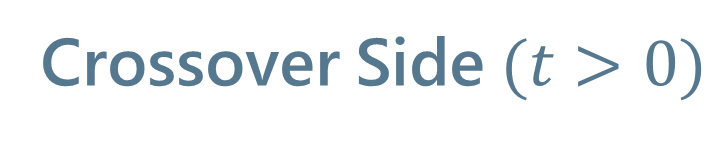 Crossover Side (𝑡 > 0)